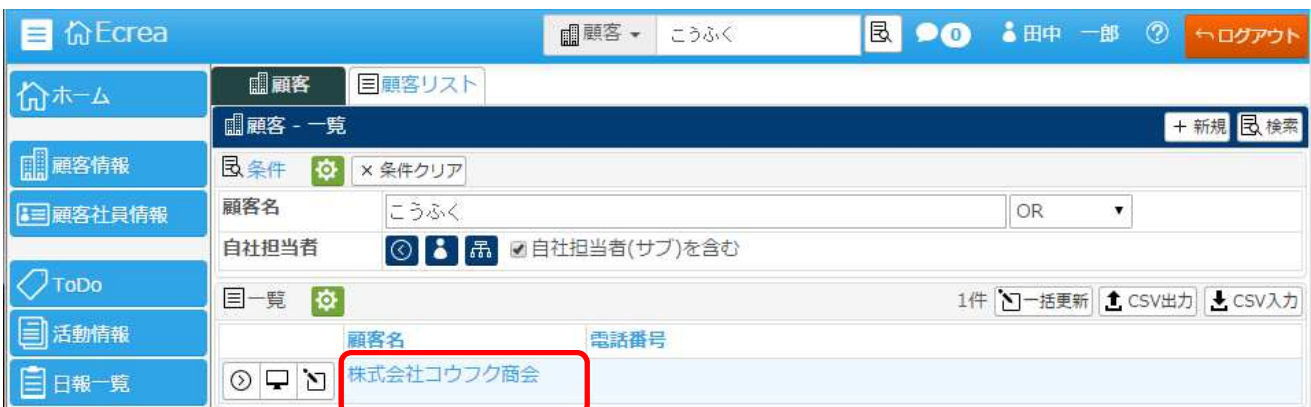 Ecrea 顧客 こうふく 0 田中 一郎 ログアウト
ホーム
顧客 顧客リスト
顧客 - 一覧 + 新規 検索
顧客情報
条件 × 条件クリア
顧客社員情報
顧客名 こうふく OR
自社担当者 自社担当者(サブ)を含む
ToDo
一覧 1件 一括更新 CSV出力 CSV入力
活動情報
顧客名 電話番号
日報一覧
株式会社コウフク商会